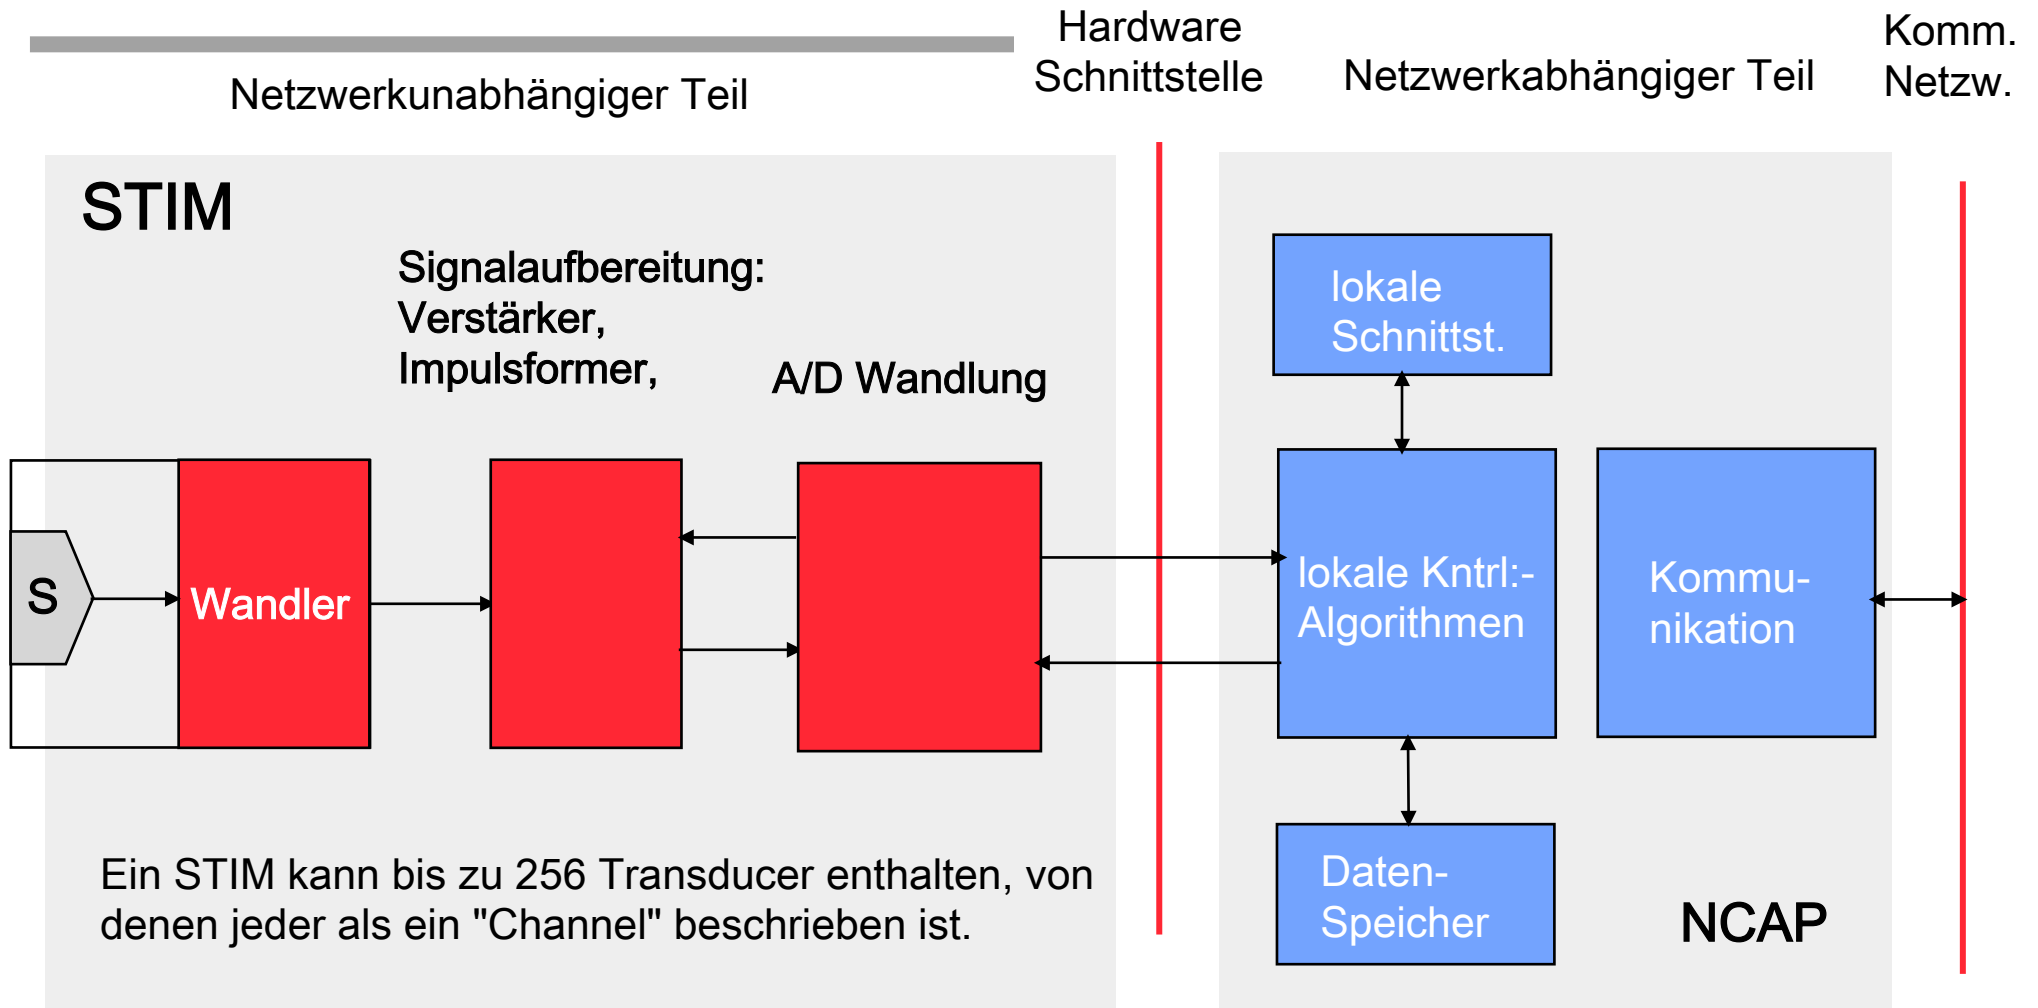 Netzwerkunabhängiger Teil
Hardware
Schnittstelle
Netzwerkabhängiger Teil
Komm.
Netzw.
STIM
Signalaufbereitung:
Verstärker,
Impulsformer,
A/D Wandlung
S
Wandler
lokale
Schnittst.
lokale Kntrl:-
Algorithmen
Kommu-
nikation
Daten-
Speicher
NCAP
Ein STIM kann bis zu 256 Transducer enthalten, von
denen jeder als ein "Channel" beschrieben ist.